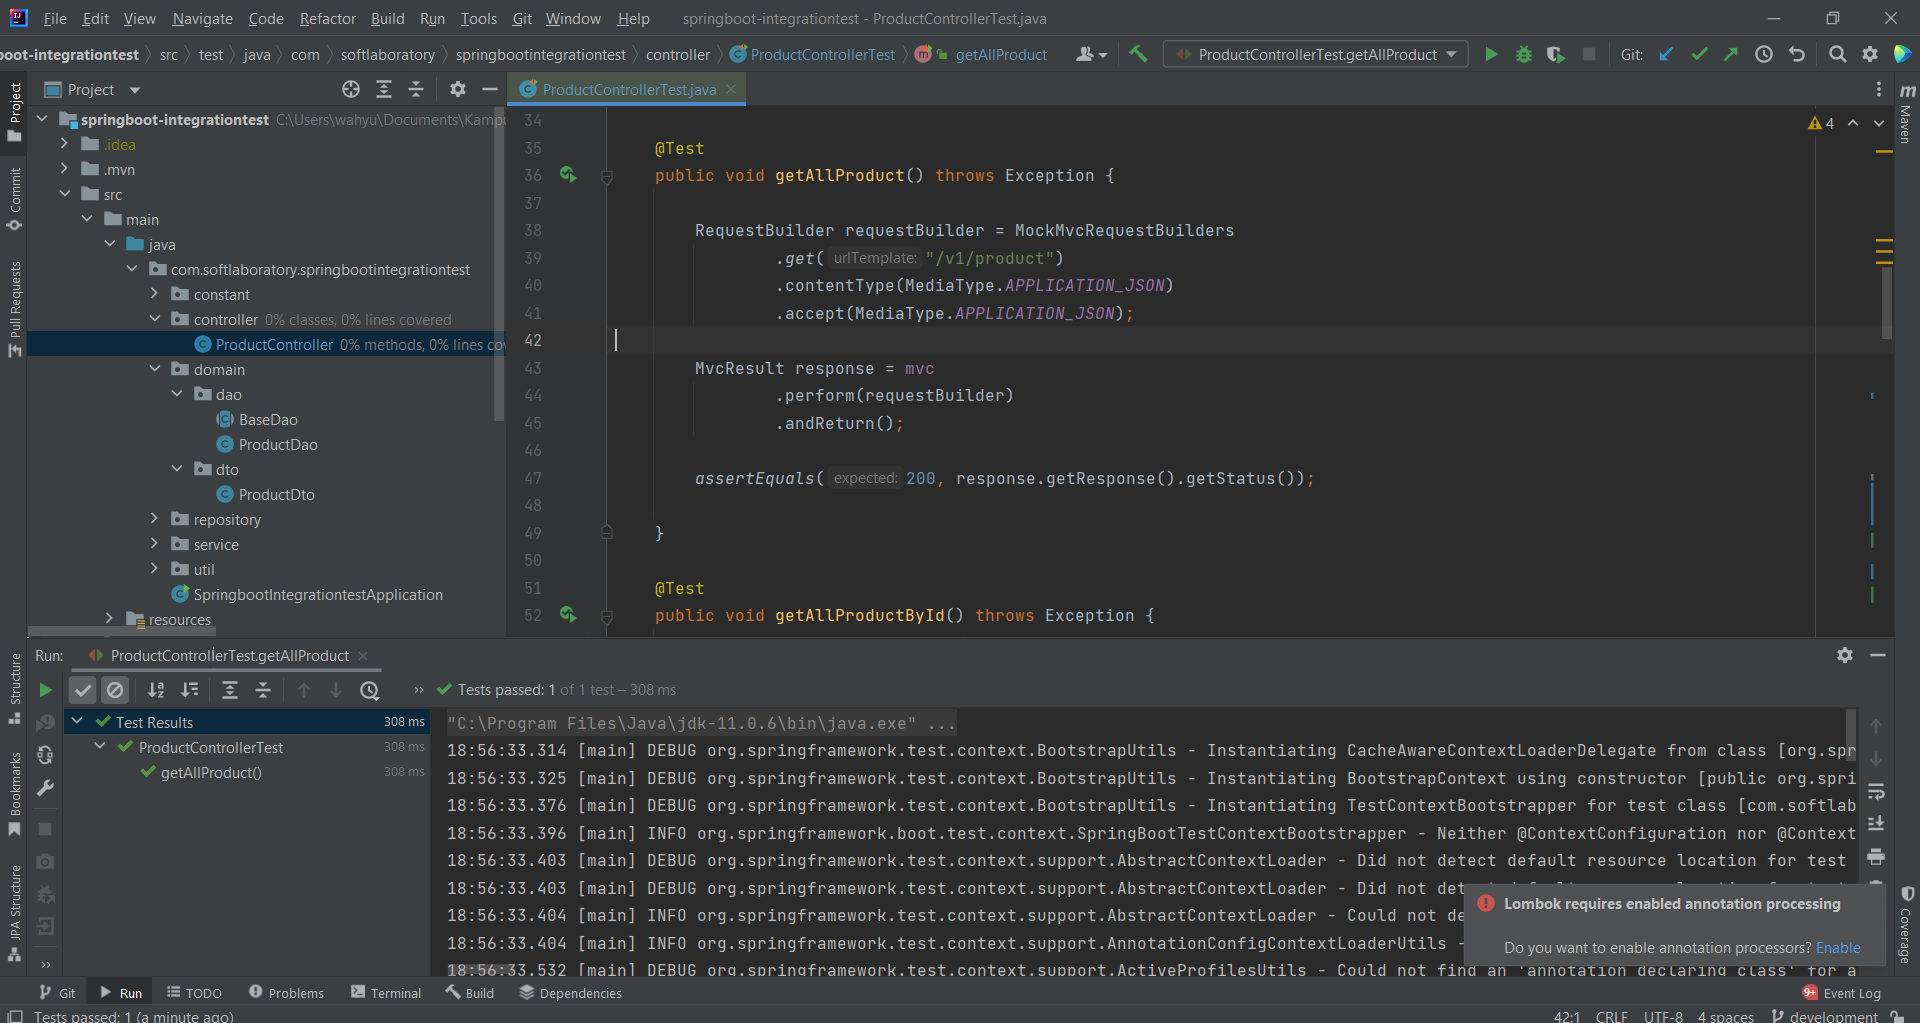 File Edit View Navigate Code Refactor Build Run Tools Git Window Help springboot-integrationtest - ProductControllerTest.java
boot-integrationtest src test java com softlaboratory springbootintegrationtest controller ProductControllerTest getAllProduct ProductControllerTest.getAllProduct Git:
Project
ProductControllerTest.java
springboot-integrationtest C:\Users\wahyu\Documents\Kampu
.idea
.mvn
src
main
java
com.softlaboratory.springbootintegrationtest
constant
controller 0% classes, 0% lines covered
ProductController 0% methods, 0% lines cov
domain
dao
BaseDao
ProductDao
dto
ProductDto
repository
service
util
SpringbootIntegrationtestApplication
resources
Project
Commit
Pull Requests
Structure
Bookmarks
JPA Structure
34
35 @Test
36 public void getAllProduct() throws Exception {
37
38 RequestBuilder requestBuilder = MockMvcRequestBuilders
39 .get( urlTemplate: "/v1/product")
40 .contentType(MediaType.APPLICATION_JSON)
41 .accept(MediaType.APPLICATION_JSON);
42
43 MvcResult response = mvc
44 .perform(requestBuilder)
45 .andReturn();
46
47 assertEquals( expected: 200, response.getResponse().getStatus());
48
49 }
50
51 @Test
52 public void getAllProductById() throws Exception {
4
m
Maven
Coverage
Run: ProductControllerTest.getAllProduct
Tests passed: 1 of 1 test – 308 ms
Test Results 308 ms
ProductControllerTest 308 ms
getAllProduct() 308 ms
"C:\Program Files\Java\jdk-11.0.6\bin\java.exe" ...
18:56:33.314 [main] DEBUG org.springframework.test.context.BootstrapUtils - Instantiating CacheAwareContextLoaderDelegate from class [org.spr
18:56:33.325 [main] DEBUG org.springframework.test.context.BootstrapUtils - Instantiating BootstrapContext using constructor [public org.spri
18:56:33.376 [main] DEBUG org.springframework.test.context.BootstrapUtils - Instantiating TestContextBootstrapper for test class [com.softlab
18:56:33.396 [main] INFO org.springframework.boot.test.context.SpringBootTestContextBootstrapper - Neither @ContextConfiguration nor @Context
18:56:33.403 [main] DEBUG org.springframework.test.context.support.AbstractContextLoader - Did not detect default resource location for test
18:56:33.403 [main] DEBUG org.springframework.test.context.support.AbstractContextLoader - Did not det
18:56:33.404 [main] INFO org.springframework.test.context.support.AbstractContextLoader - Could not de
18:56:33.404 [main] INFO org.springframework.test.context.support.AnnotationConfigContextLoaderUtils -
18:56:33.532 [main] DEBUG org.springframework.test.context.support.ActiveProfilesUtils - Could not find an 'annotation declaring class' for a
Lombok requires enabled annotation processing
Do you want to enable annotation processors? Enable
Git Run TODO Problems Terminal Build Dependencies 9+ Event Log
Tests passed: 1 (a minute ago) 42:1 CRLF UTF-8 4 spaces development